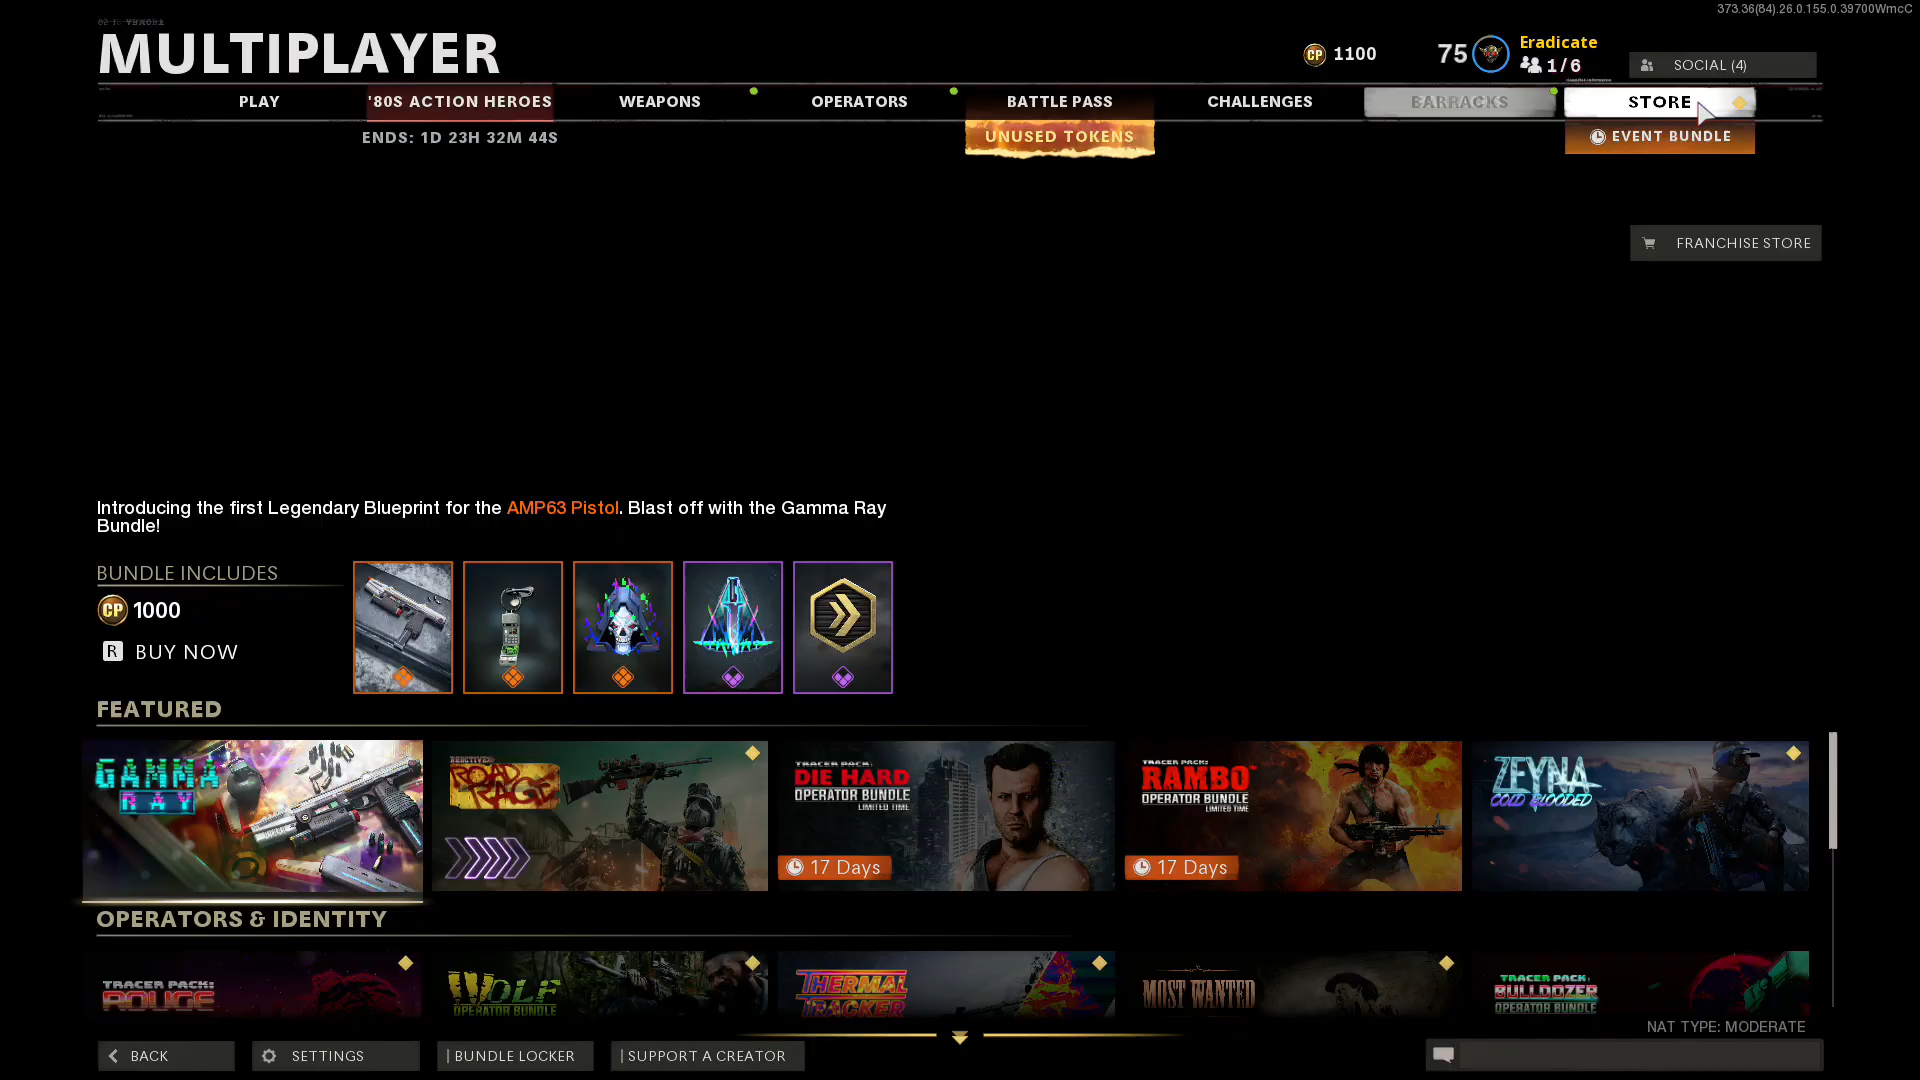 373.36(84).26.0.155.0.39700WmcC
MULTIPLAYER
CP 1100
75
Eradicate
1/6
SOCIAL (4)
PLAY
'80S ACTION HEROES
WEAPONS
OPERATORS
BATTLE PASS
CHALLENGES
BARRACKS
STORE
ENDS: 1D 23H 32M 44S
UNUSED TOKENS
EVENT BUNDLE
FRANCHISE STORE
Introducing the first Legendary Blueprint for the AMP63 Pistol. Blast off with the Gamma Ray
Bundle!
BUNDLE INCLUDES
CP 1000
R BUY NOW
FEATURED
GAMMA
RAY
REACTIVE
ROAD
RAGE
TRACER PACK:
DIE HARD
OPERATOR BUNDLE
LIMITED TIME
17 Days
TRACER PACK:
RAMBO
OPERATOR BUNDLE
LIMITED TIME
17 Days
ZEYNA
COLD BLOODED
OPERATORS & IDENTITY
TRACER PACK:
ROUGE
WOLF
OPERATOR BUNDLE
THERMAL
TRACKER
MOST WANTED
TRACER PACK:
BULLDOZER
OPERATOR BUNDLE
NAT TYPE: MODERATE
BACK
SETTINGS
BUNDLE LOCKER
SUPPORT A CREATOR